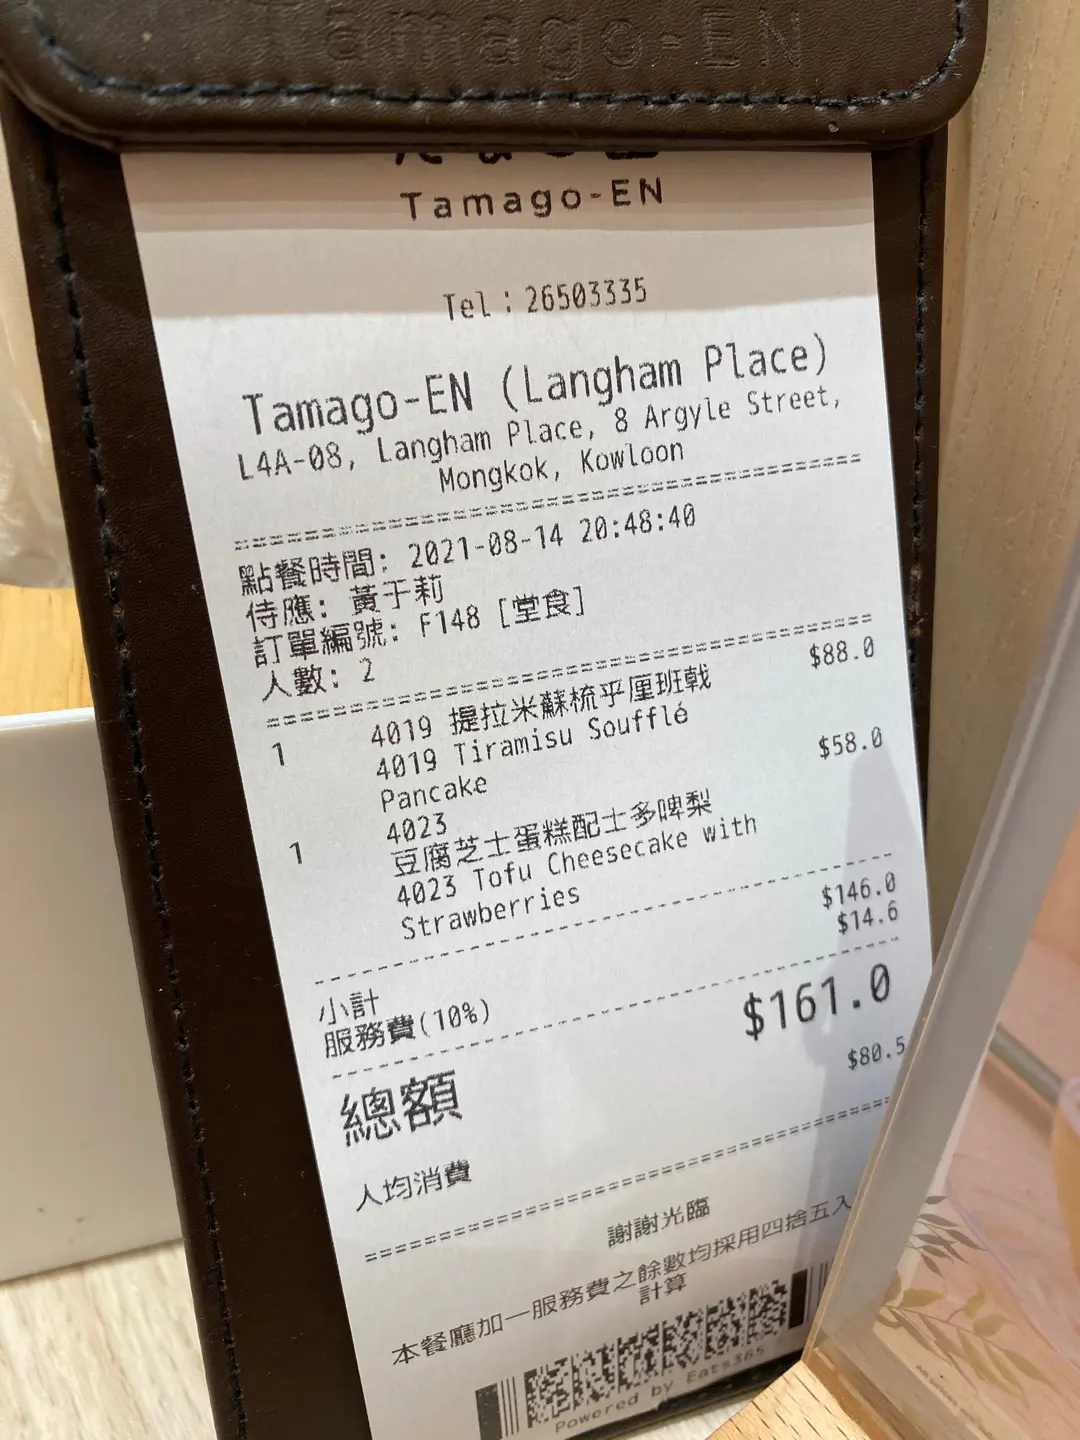 Tamago-EN
Tamago-EN
Tel : 26503335
Tamago-EN (Langham Place)
L4A-08, Langham Place, 8 Argyle Street,
Mongkok, Kowloon
點餐時間: 2021-08-14 20:48:40
侍應: 黃于莉
訂單編號: F148 [堂食]
人數: 2
1 4019 提拉米蘇梳乎厘班戟 $88.0
4019 Tiramisu Soufflé
Pancake
1 4023 $58.0
豆腐芝士蛋糕配士多啤梨
4023 Tofu Cheesecake with
Strawberries
小計 $146.0
服務費(10%) $14.6
總額 $161.0
人均消費 $80.5
謝謝光臨
本餐廳加一服務費之餘數均採用四捨五入
計算
Powered by Eats365